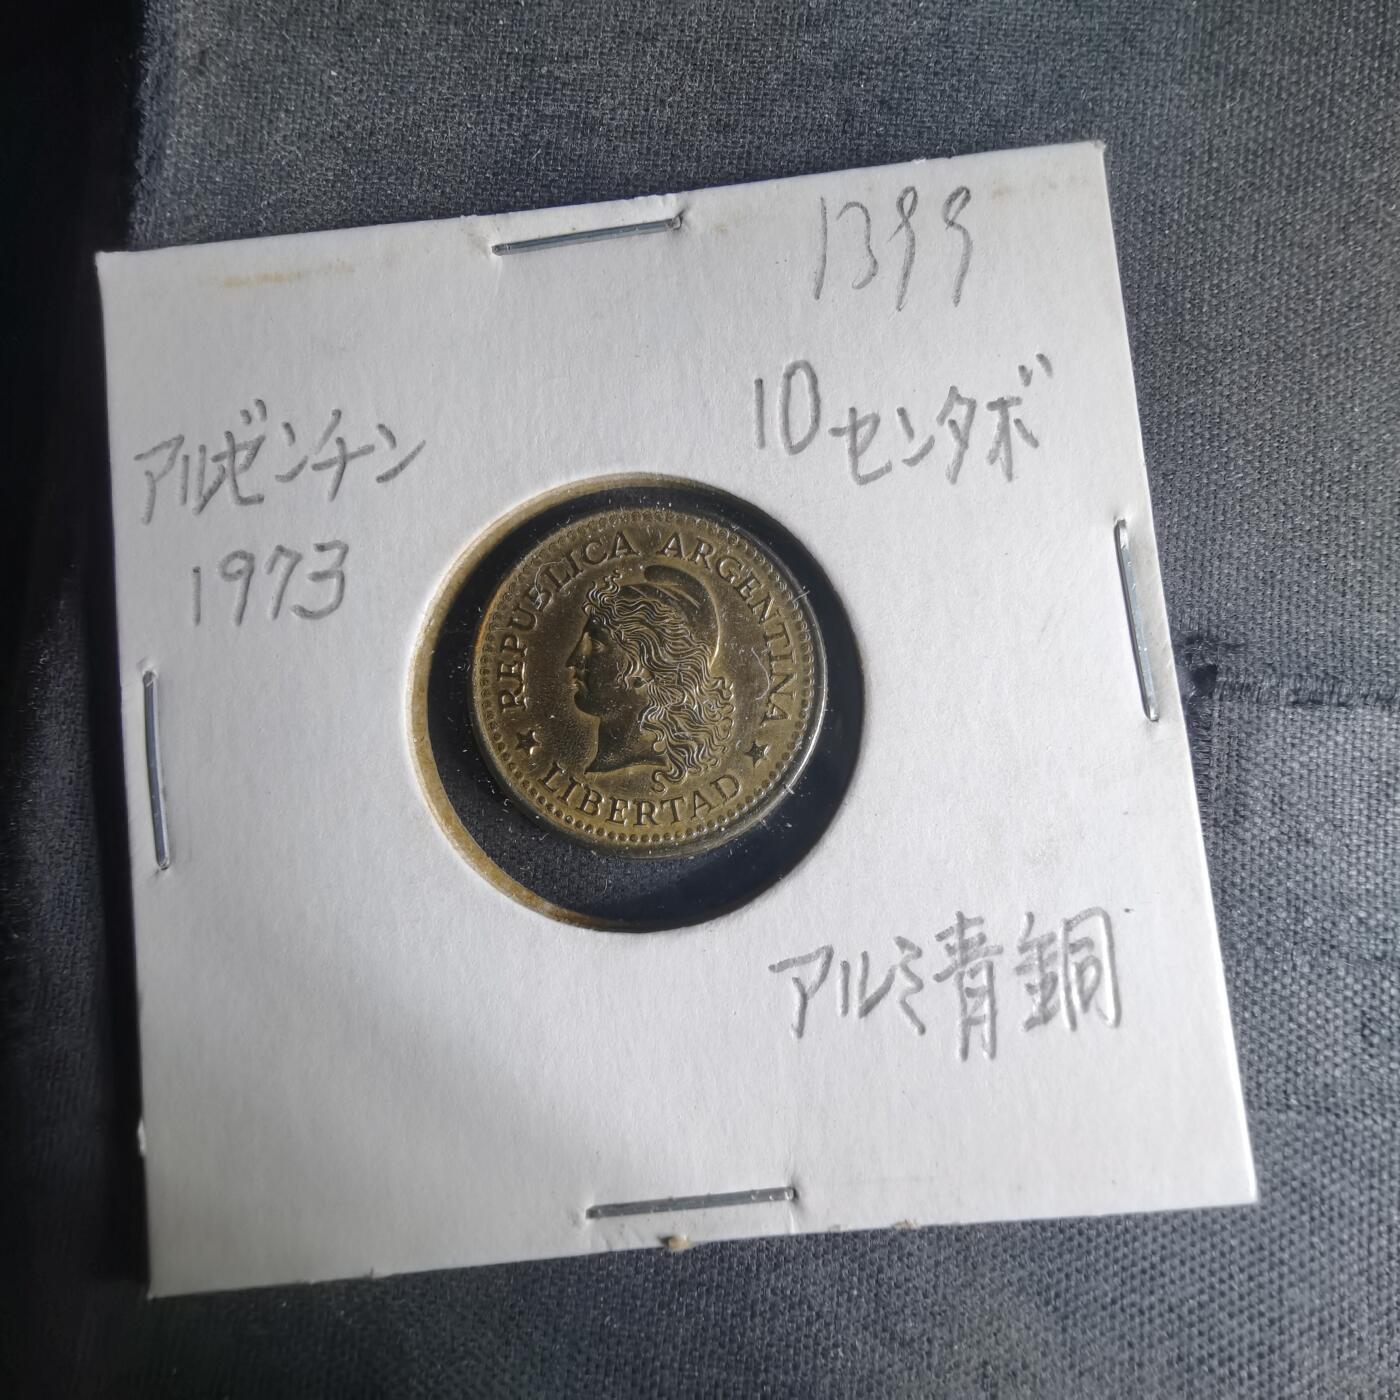 1399
10センタボ
アルゼンチン
1973
REPUBLICA ARGENTINA
LIBERTAD
アルミ青銅